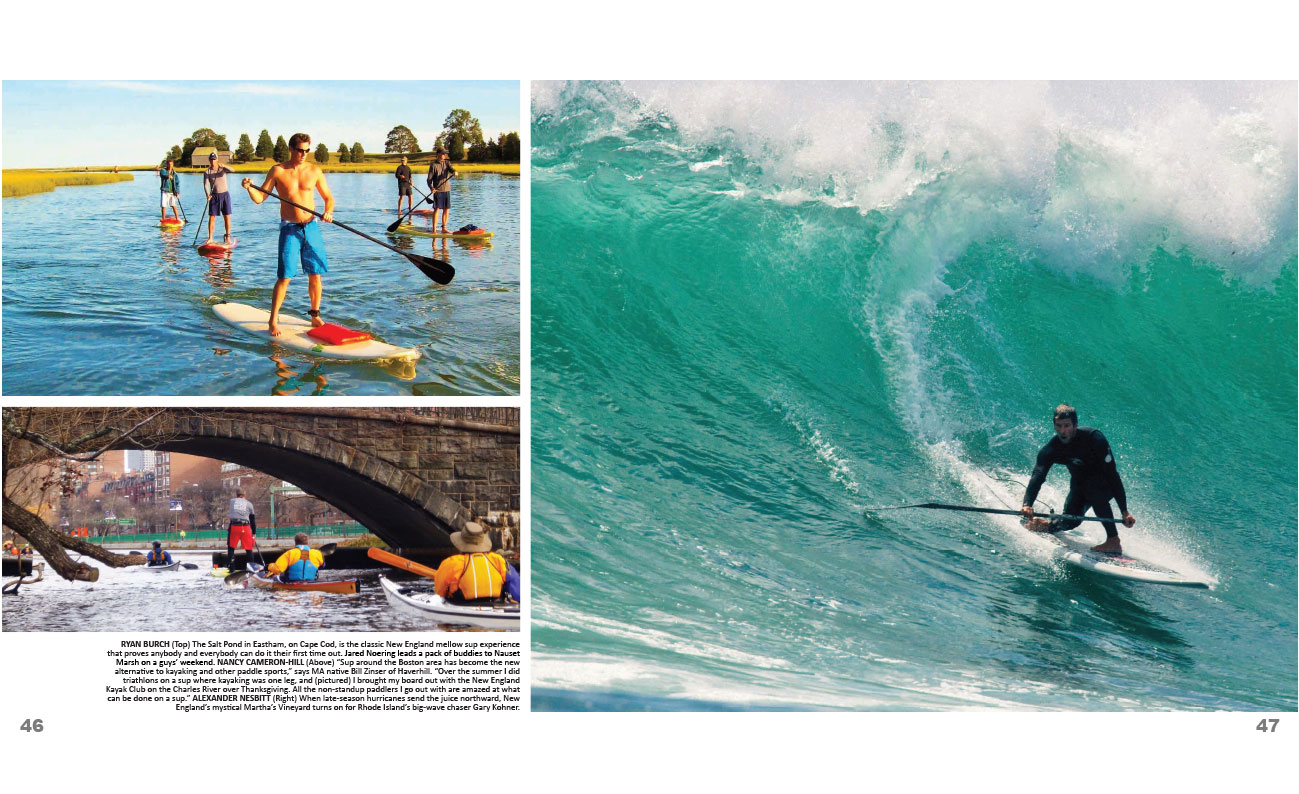 RYAN BURCH (Top) The Salt Pond in Eastham, on Cape Cod, is the classic New England mellow sup experience
that proves anybody and everybody can do it their first time out. Jared Noering leads a pack of buddies to Nauset
Marsh on a guys' weekend. NANCY CAMERON-HILL (Above) "Sup around the Boston area has become the new
alternative to kayaking and other paddle sports," says MA native Bill Zinser of Haverhill. "Over the summer I did
triathlons on a sup where kayaking was one leg, and (pictured) I brought my board out with the New England
Kayak Club on the Charles River over Thanksgiving. All the non-standup paddlers I go out with are amazed at what
can be done on a sup." ALEXANDER NESBITT (Right) When late-season hurricanes send the juice northward, New
England's mystical Martha's Vineyard turns on for Rhode Island's big-wave chaser Gary Kohner.
46
47